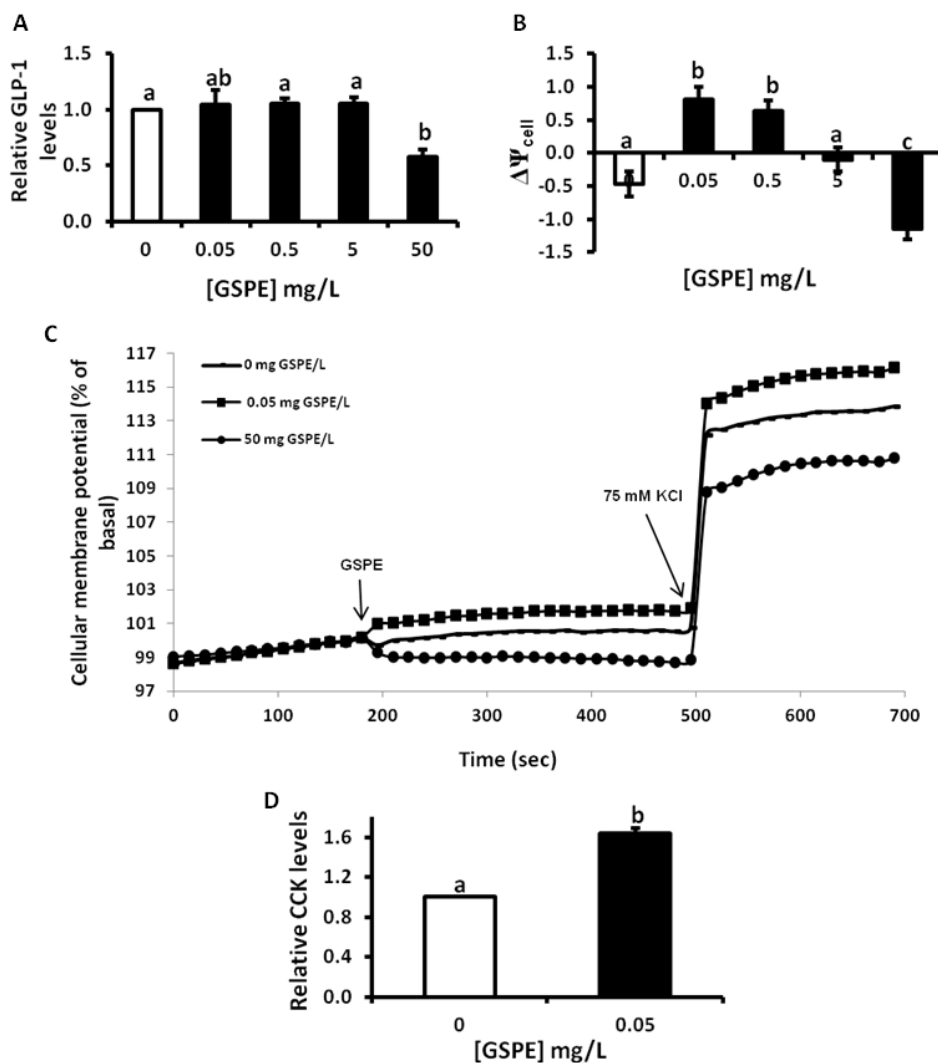 A
Relative GLP-1
levels
1.5
1.0
0.5
0.0
a
ab
a
a
b
0
0.05
0.5
5
50
[GSPE] mg/L
B
ΔΨcell
1.5
1.0
0.5
0.0
-0.5
-1.0
-1.5
a
b
b
a
c
0
0.05
0.5
5
[GSPE] mg/L
C
Cellular membrane potential (% of
basal)
117
115
113
111
109
107
105
103
101
99
97
0 mg GSPE/L
0.05 mg GSPE/L
50 mg GSPE/L
GSPE
75 mM KCl
0
100
200
300
400
500
600
700
Time (sec)
D
Relative CCK levels
1.6
1.2
0.8
0.4
0.0
a
b
0
0.05
[GSPE] mg/L